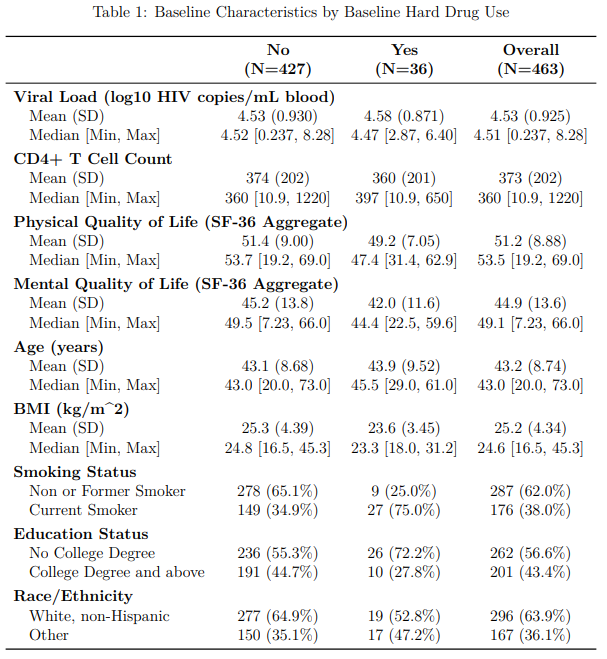 Table 1: Baseline Characteristics by Baseline Hard Drug Use
No Yes Overall
(N=427) (N=36) (N=463)
Viral Load (log10 HIV copies/mL blood)
Mean (SD) 4.53 (0.930) 4.58 (0.871) 4.53 (0.925)
Median [Min, Max] 4.52 [0.237, 8.28] 4.47 [2.87, 6.40] 4.51 [0.237, 8.28]
CD4+ T Cell Count
Mean (SD) 374 (202) 360 (201) 373 (202)
Median [Min, Max] 360 [10.9, 1220] 397 [10.9, 650] 360 [10.9, 1220]
Physical Quality of Life (SF-36 Aggregate)
Mean (SD) 51.4 (9.00) 49.2 (7.05) 51.2 (8.88)
Median [Min, Max] 53.7 [19.2, 69.0] 47.4 [31.4, 62.9] 53.5 [19.2, 69.0]
Mental Quality of Life (SF-36 Aggregate)
Mean (SD) 45.2 (13.8) 42.0 (11.6) 44.9 (13.6)
Median [Min, Max] 49.5 [7.23, 66.0] 44.4 [22.5, 59.6] 49.1 [7.23, 66.0]
Age (years)
Mean (SD) 43.1 (8.68) 43.9 (9.52) 43.2 (8.74)
Median [Min, Max] 43.0 [20.0, 73.0] 45.5 [29.0, 61.0] 43.0 [20.0, 73.0]
BMI (kg/m^2)
Mean (SD) 25.3 (4.39) 23.6 (3.45) 25.2 (4.34)
Median [Min, Max] 24.8 [16.5, 45.3] 23.3 [18.0, 31.2] 24.6 [16.5, 45.3]
Smoking Status
Non or Former Smoker 278 (65.1%) 9 (25.0%) 287 (62.0%)
Current Smoker 149 (34.9%) 27 (75.0%) 176 (38.0%)
Education Status
No College Degree 236 (55.3%) 26 (72.2%) 262 (56.6%)
College Degree and above 191 (44.7%) 10 (27.8%) 201 (43.4%)
Race/Ethnicity
White, non-Hispanic 277 (64.9%) 19 (52.8%) 296 (63.9%)
Other 150 (35.1%) 17 (47.2%) 167 (36.1%)